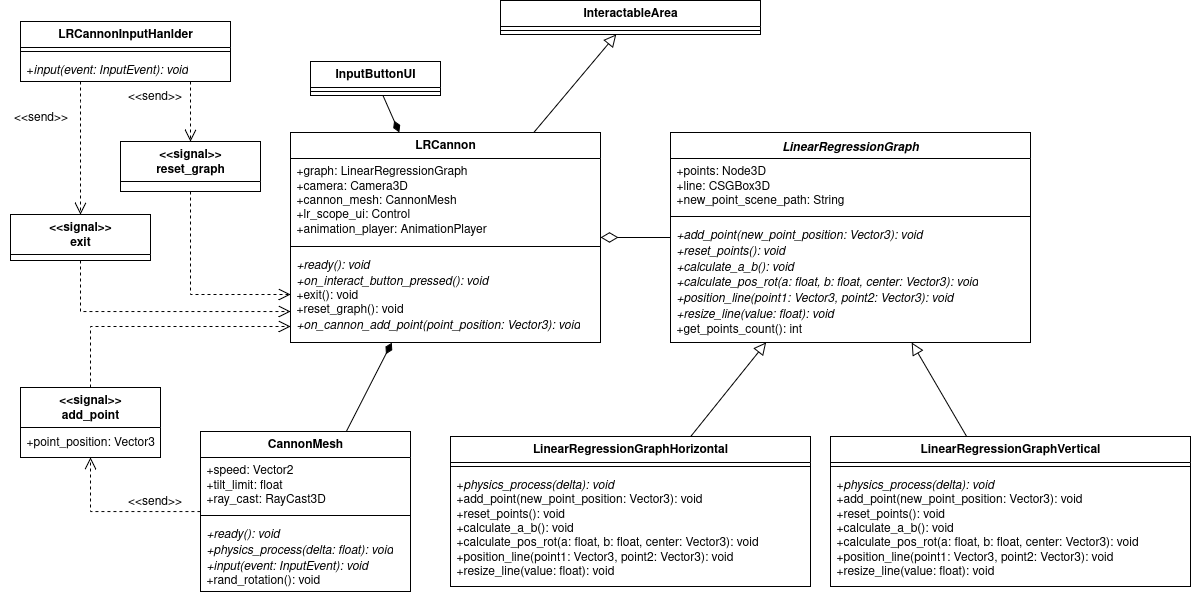 InteractableArea
LRCannonInputHanlder
+input(event: InputEvent): void
<<send>>
<<send>>
InputButtonUI
<<signal>>
reset_graph
<<signal>>
exit
LRCannon
+graph: LinearRegressionGraph
+camera: Camera3D
+cannon_mesh: CannonMesh
+lr_scope_ui: Control
+animation_player: AnimationPlayer
+ready(): void
+on_interact_button_pressed(): void
+exit(): void
+reset_graph(): void
+on_cannon_add_point(point_position: Vector3): void
LinearRegressionGraph
+points: Node3D
+line: CSGBox3D
+new_point_scene_path: String
+add_point(new_point_position: Vector3): void
+reset_points(): void
+calculate_a_b(): void
+calculate_pos_rot(a: float, b: float, center: Vector3): void
+position_line(point1: Vector3, point2: Vector3): void
+resize_line(value: float): void
+get_points_count(): int
<<signal>>
add_point
+point_position: Vector3
<<send>>
CannonMesh
+speed: Vector2
+tilt_limit: float
+ray_cast: RayCast3D
+ready(): void
+physics_process(delta: float): void
+input(event: InputEvent): void
+rand_rotation(): void
LinearRegressionGraphHorizontal
+physics_process(delta): void
+add_point(new_point_position: Vector3): void
+reset_points(): void
+calculate_a_b(): void
+calculate_pos_rot(a: float, b: float, center: Vector3): void
+position_line(point1: Vector3, point2: Vector3): void
+resize_line(value: float): void
LinearRegressionGraphVertical
+physics_process(delta): void
+add_point(new_point_position: Vector3): void
+reset_points(): void
+calculate_a_b(): void
+calculate_pos_rot(a: float, b: float, center: Vector3): void
+position_line(point1: Vector3, point2: Vector3): void
+resize_line(value: float): void